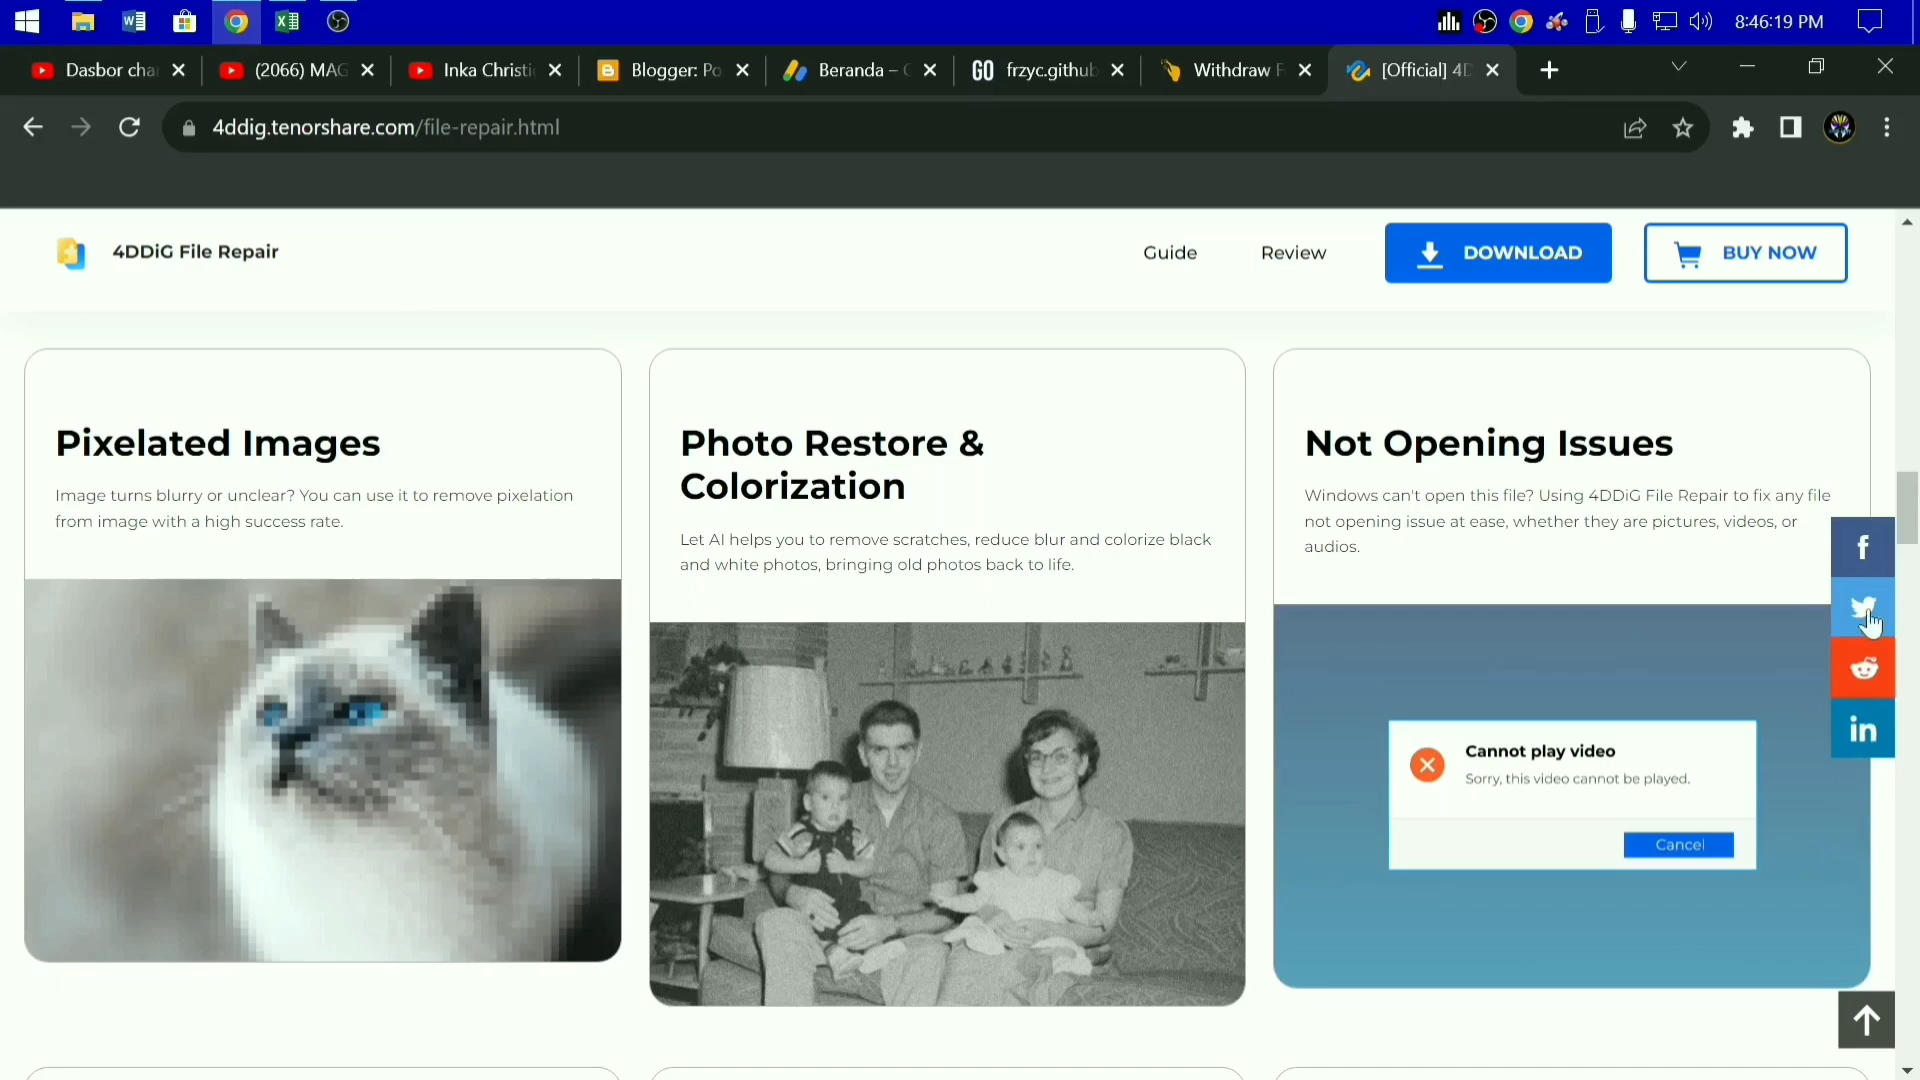 8:46:19 PM
Dasbor cha
(2066) MAG
Inka Christi
Blogger: Po
Beranda –
GO frzyc.github
Withdraw F
[Official] 4D
4ddig.tenorshare.com/file-repair.html
4DDiG File Repair
Guide
Review
DOWNLOAD
BUY NOW
Pixelated Images
Image turns blurry or unclear? You can use it to remove pixelation
from image with a high success rate.
Photo Restore &
Colorization
Let AI helps you to remove scratches, reduce blur and colorize black
and white photos, bringing old photos back to life.
Not Opening Issues
Windows can't open this file? Using 4DDiG File Repair to fix any file
not opening issue at ease, whether they are pictures, videos, or
audios.
Cannot play video
Sorry, this video cannot be played.
Cancel
f
in